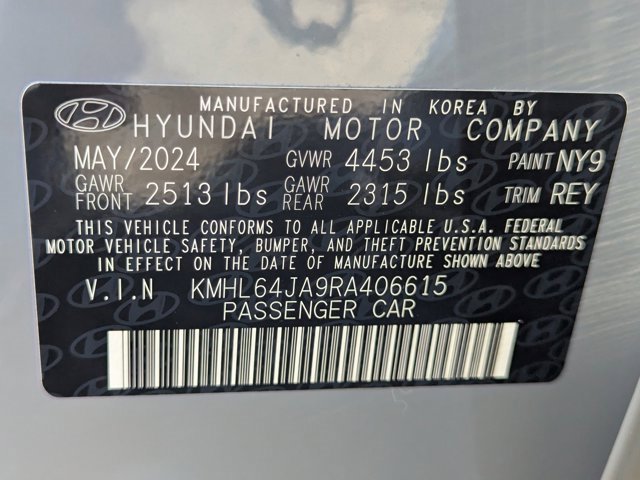 MANUFACTURED IN KOREA BY
HYUNDAI MOTOR COMPANY
MAY/2024 GVWR 4453 lbs PAINT NY9
GAWR FRONT 2513 lbs GAWR REAR 2315 lbs TRIM REY
THIS VEHICLE CONFORMS TO ALL APPLICABLE U.S.A. FEDERAL
MOTOR VEHICLE SAFETY, BUMPER, AND THEFT PREVENTION STANDARDS
IN EFFECT ON THE DATE OF MANUFACTURE SHOWN ABOVE
V.I.N KMHL64JA9RA406615
PASSENGER CAR